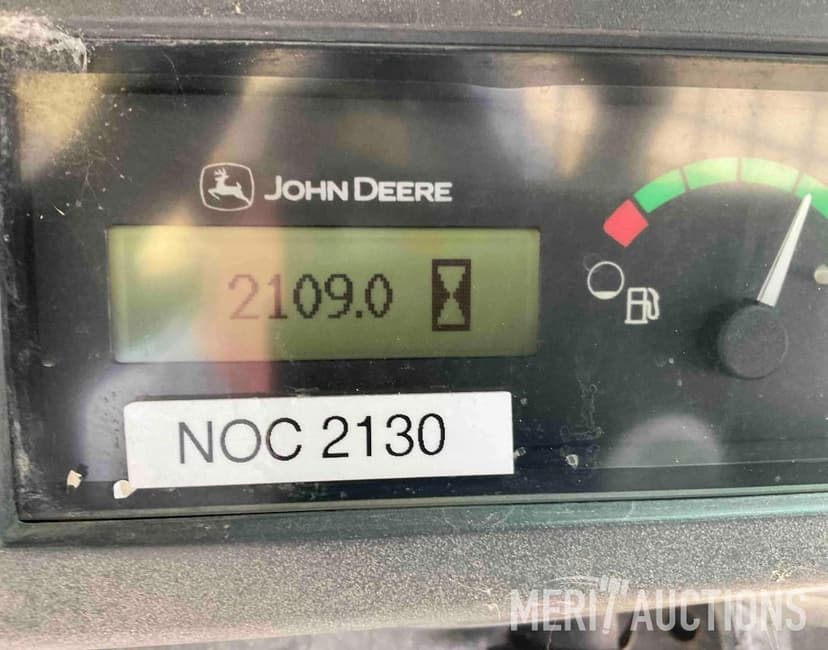 JOHN DEERE
2109.0
NOC 2130
MERIT AUCTIONS